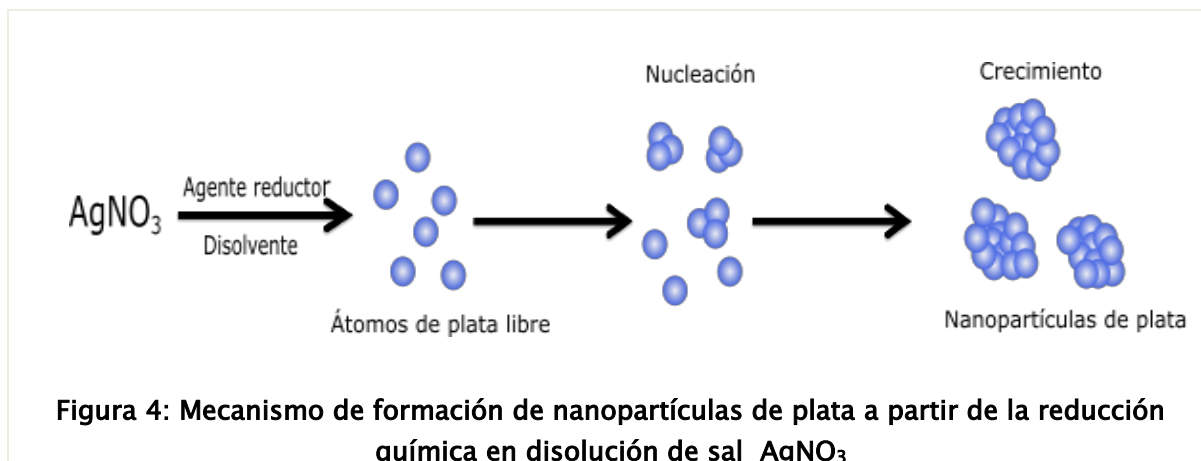 Nucleación
Crecimiento
Agente reductor
AgNO₃
Disolvente
Átomos de plata libre
Nanopartículas de plata
Figura 4: Mecanismo de formación de nanopartículas de plata a partir de la reducción
química en disolución de sal AgNO₃